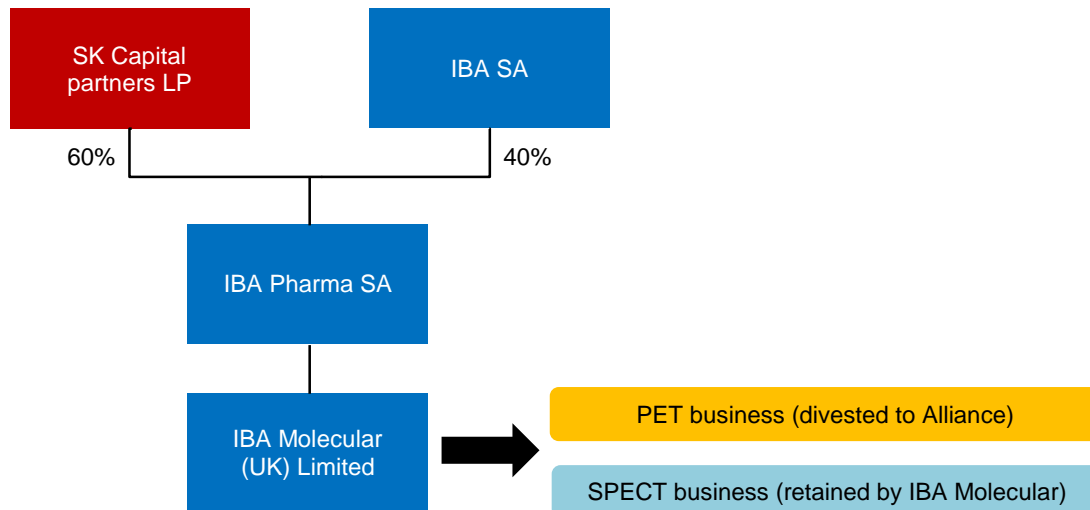 SK Capital
partners LP
IBA SA
60%
40%
IBA Pharma SA
IBA Molecular
(UK) Limited
PET business (divested to Alliance)
SPECT business (retained by IBA Molecular)